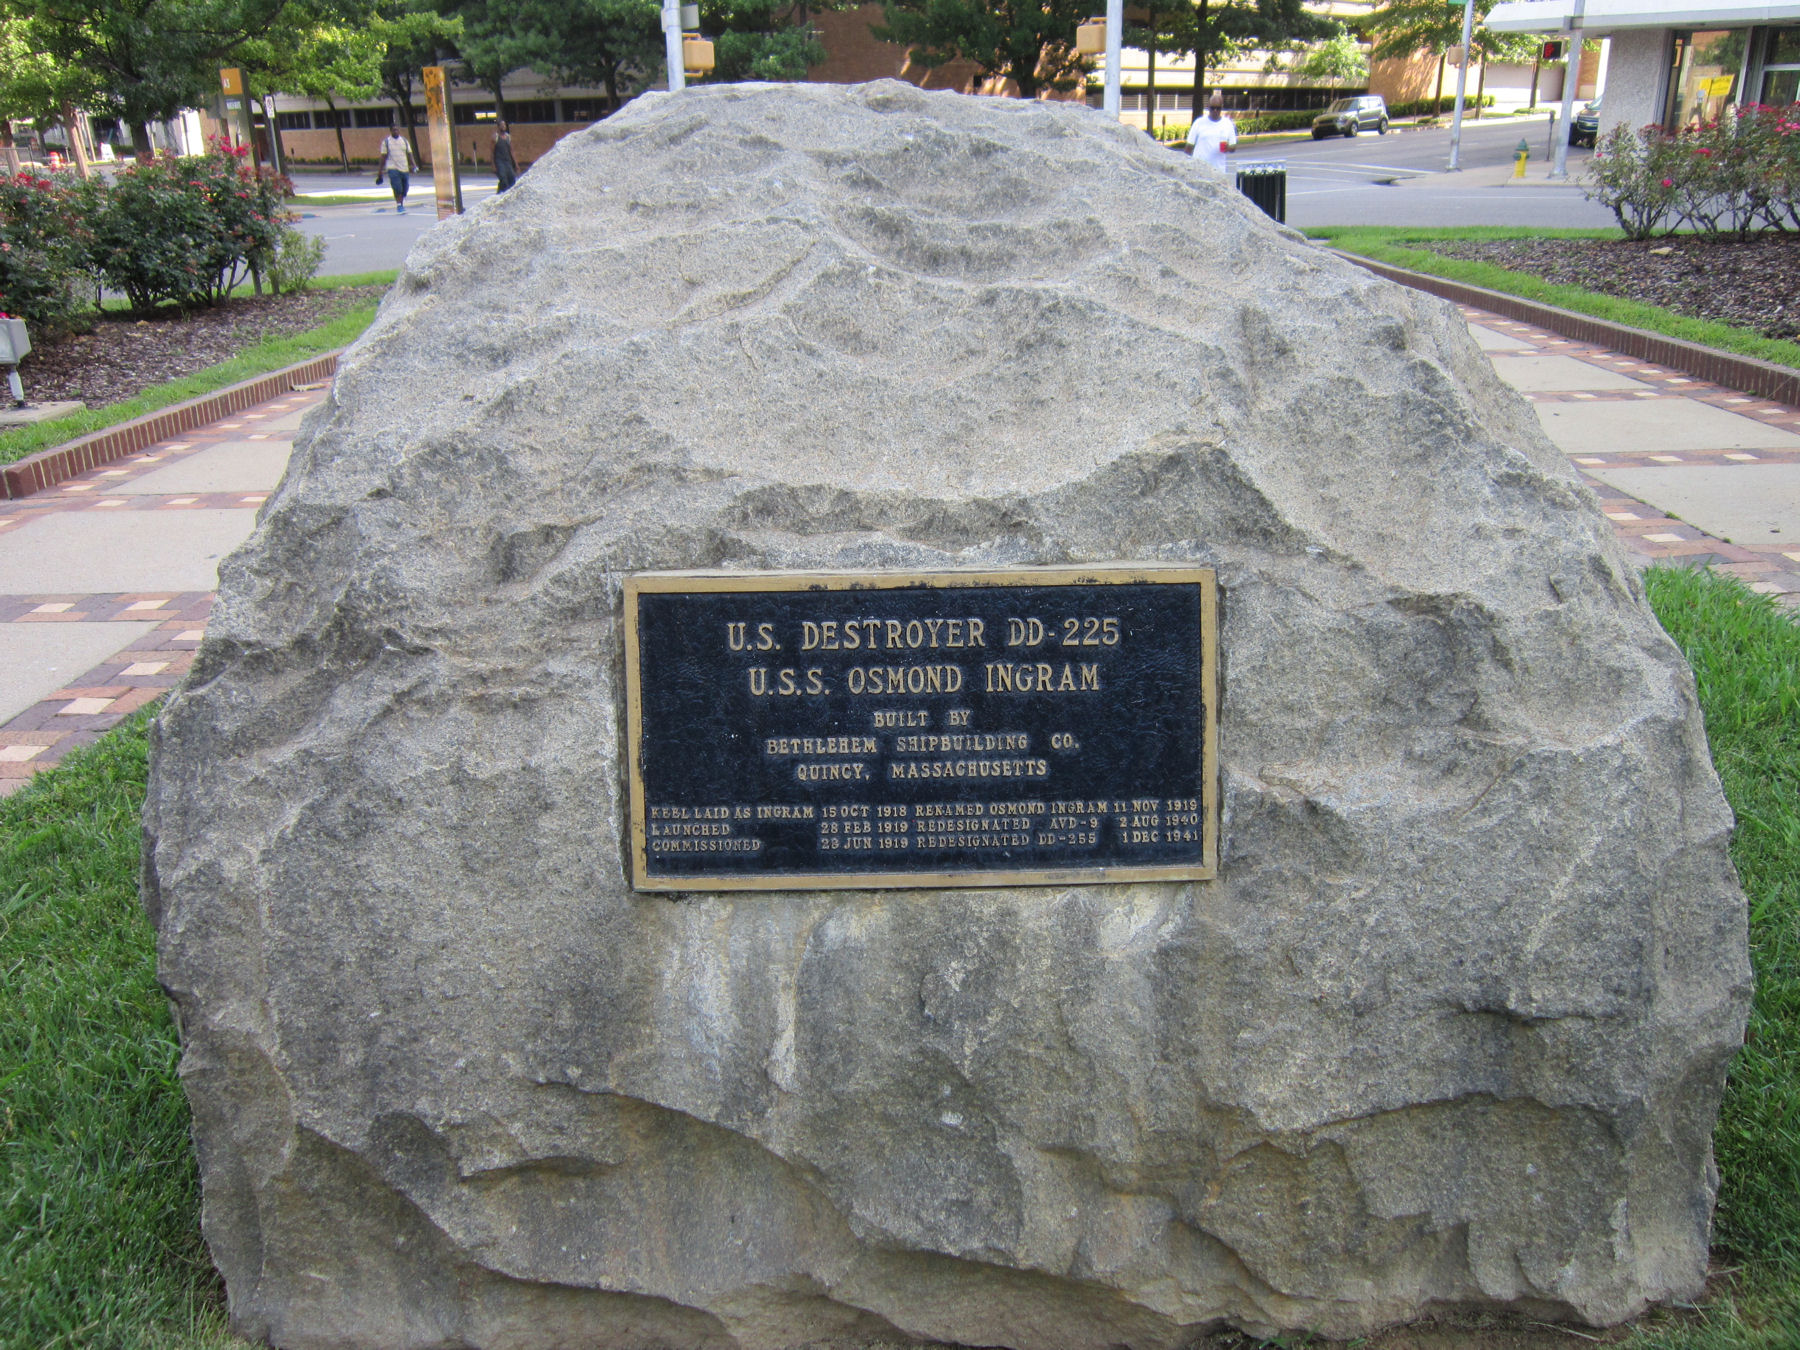 U.S. DESTROYER DD-225
U.S.S. OSMOND INGRAM
BUILT BY
BETHLEHEM SHIPBUILDING CO.
QUINCY, MASSACHUSETTS
KEEL LAID AS INGRAM 15 OCT 1918 RENAMED OSMOND INGRAM 11 NOV 1919
LAUNCHED 28 FEB 1919 REDESIGNATED AVD-9 2 AUG 1940
COMMISSIONED 28 JUN 1919 REDESIGNATED DD-255 1 DEC 1941